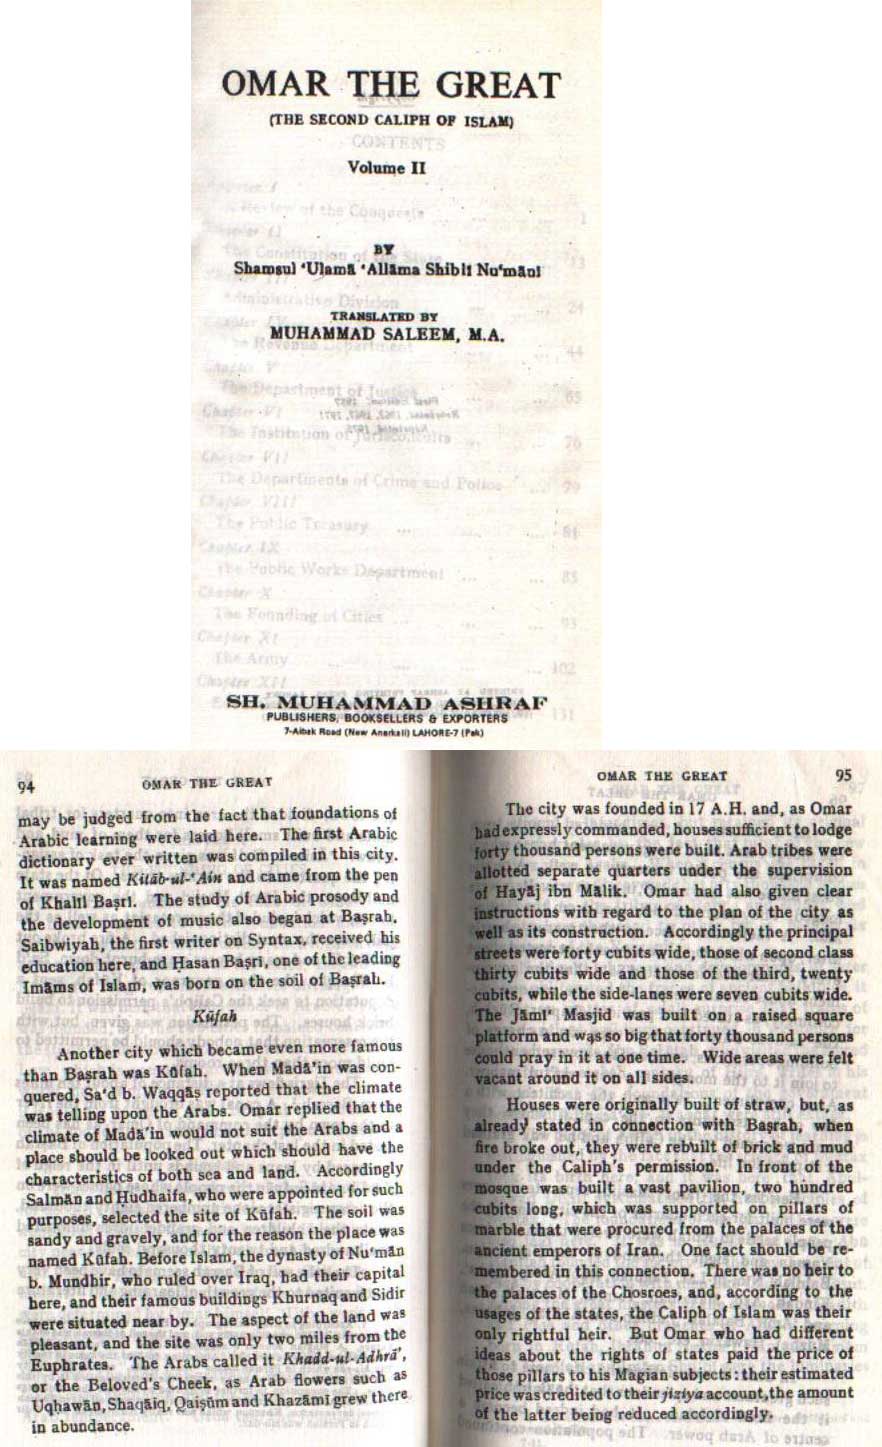 OMAR THE GREAT
(THE SECOND CALIPH OF ISLAM)
Volume II
BY
Shamsul ‘Ulamā ‘Allāma Shiblī Nu‘mānī
TRANSLATED BY
MUHAMMAD SALEEM, M.A.
SH. MUHAMMAD ASHRAF
PUBLISHERS, BOOKSELLERS & EXPORTERS
7-Aibak Road (New Anarkali) LAHORE-7 (Pak)
94 OMAR THE GREAT
may be judged from the fact that foundations of
Arabic learning were laid here. The first Arabic
dictionary ever written was compiled in this city.
It was named Kitāb-ul-‘Ain and came from the pen
of Khalīl Baṣrī. The study of Arabic prosody and
the development of music also began at Baṣrah.
Saibwiyah, the first writer on Syntax, received his
education here, and Ḥasan Baṣri, one of the leading
Imāms of Islam, was born on the soil of Baṣrah.
Kūfah
Another city which became even more famous
than Baṣrah was Kūfah. When Madā’in was con-
quered, Sa‘d b. Waqqāṣ reported that the climate
was telling upon the Arabs. Omar replied that the
climate of Madā’in would not suit the Arabs and a
place should be looked out which should have the
characteristics of both sea and land. Accordingly
Salmān and Ḥudhaifa, who were appointed for such
purposes, selected the site of Kūfah. The soil was
sandy and gravely, and for the reason the place was
named Kūfah. Before Islam, the dynasty of Nu‘mān
b. Mundhir, who ruled over Iraq, had their capital
here, and their famous buildings Khurnaq and Sidir
were situated near by. The aspect of the land was
pleasant, and the site was only two miles from the
Euphrates. The Arabs called it Khadd-ul-Adhrā’,
or the Beloved’s Cheek, as Arab flowers such as
Uqḥawān, Shaqāiq, Qaiṣūm and Khazāmī grew there
in abundance.
OMAR THE GREAT 95
The city was founded in 17 A.H. and, as Omar
had expressly commanded, houses sufficient to lodge
forty thousand persons were built. Arab tribes were
allotted separate quarters under the supervision
of Hayāj ibn Mālik. Omar had also given clear
instructions with regard to the plan of the city as
well as its construction. Accordingly the principal
streets were forty cubits wide, those of second class
thirty cubits wide and those of the third, twenty
cubits, while the side-lanes were seven cubits wide.
The Jāmi‘ Masjid was built on a raised square
platform and was so big that forty thousand persons
could pray in it at one time. Wide areas were felt
vacant around it on all sides.
Houses were originally built of straw, but, as
already stated in connection with Baṣrah, when
fire broke out, they were rebuilt of brick and mud
under the Caliph’s permission. In front of the
mosque was built a vast pavilion, two hundred
cubits long, which was supported on pillars of
marble that were procured from the palaces of the
ancient emperors of Iran. One fact should be re-
membered in this connection. There was no heir to
the palaces of the Chosroes, and, according to the
usages of the states, the Caliph of Islam was their
only rightful heir. But Omar who had different
ideas about the rights of states paid the price of
those pillars to his Magian subjects : their estimated
price was credited to their jiziya account, the amount
of the latter being reduced accordingly.